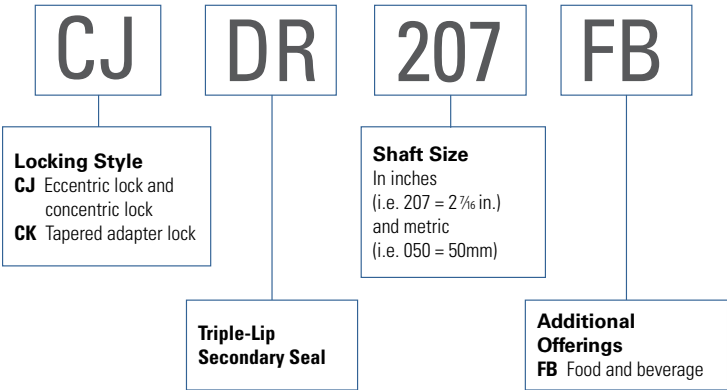 CJ DR 207 FB
Locking Style
CJ Eccentric lock and
concentric lock
CK Tapered adapter lock
Triple-Lip
Secondary Seal
Shaft Size
In inches
(i.e. 207 = 2 7⁄16 in.)
and metric
(i.e. 050 = 50mm)
Additional
Offerings
FB Food and beverage